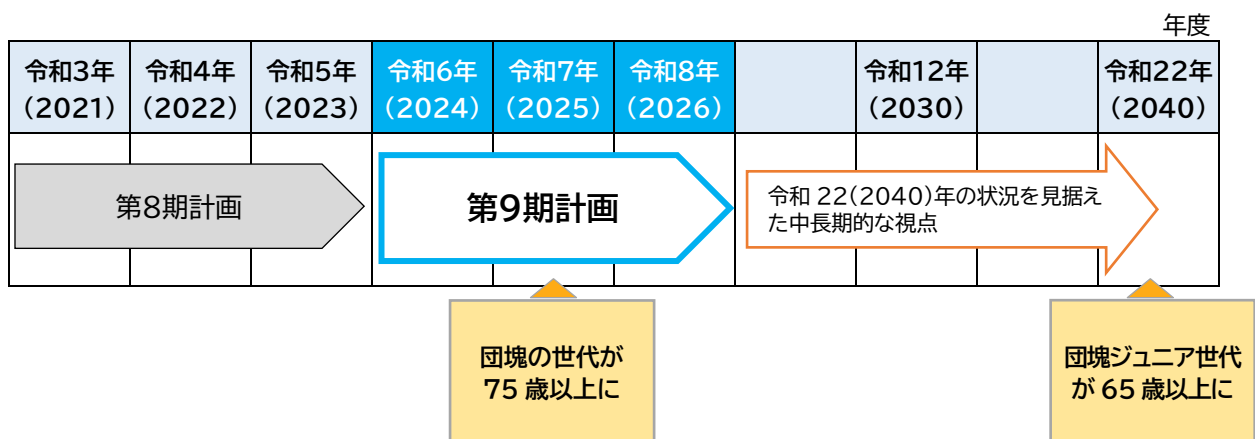 年度
令和3年 令和4年 令和5年 令和6年 令和7年 令和8年 令和12年 令和22年
(2021) (2022) (2023) (2024) (2025) (2026) (2030) (2040)
第8期計画
第9期計画
令和 22(2040)年の状況を見据え
た中長期的な視点
団塊の世代が
75 歳以上に
団塊ジュニア世代
が 65 歳以上に